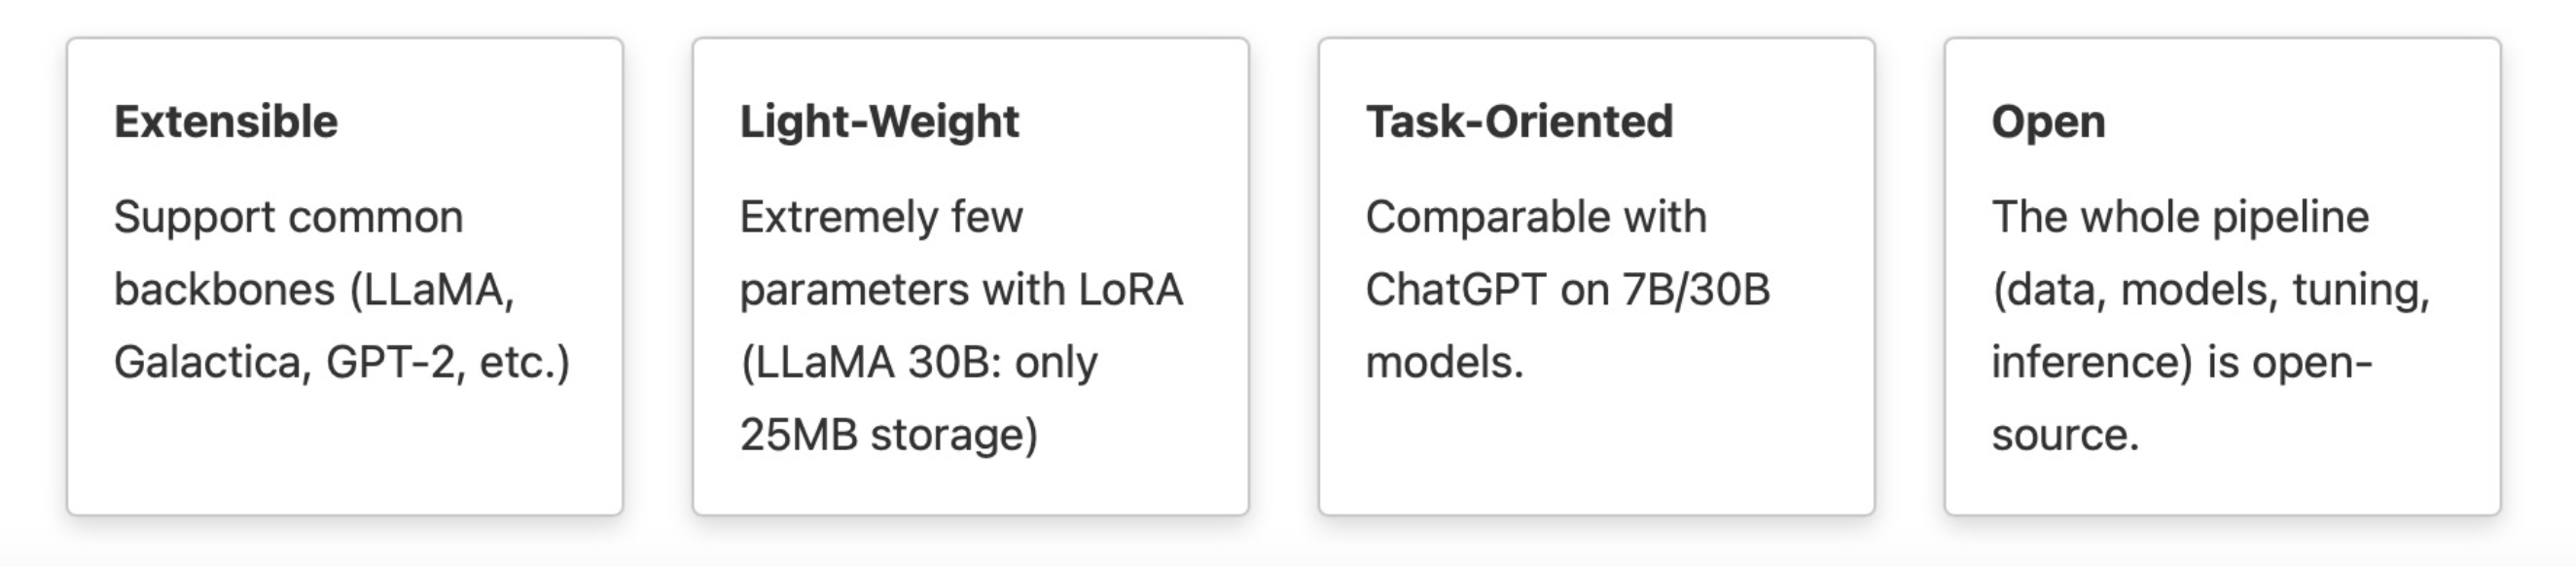 Extensible
Support common
backbones (LLaMA,
Galactica, GPT-2, etc.)
Light-Weight
Extremely few
parameters with LoRA
(LLaMA 30B: only
25MB storage)
Task-Oriented
Comparable with
ChatGPT on 7B/30B
models.
Open
The whole pipeline
(data, models, tuning,
inference) is open-
source.